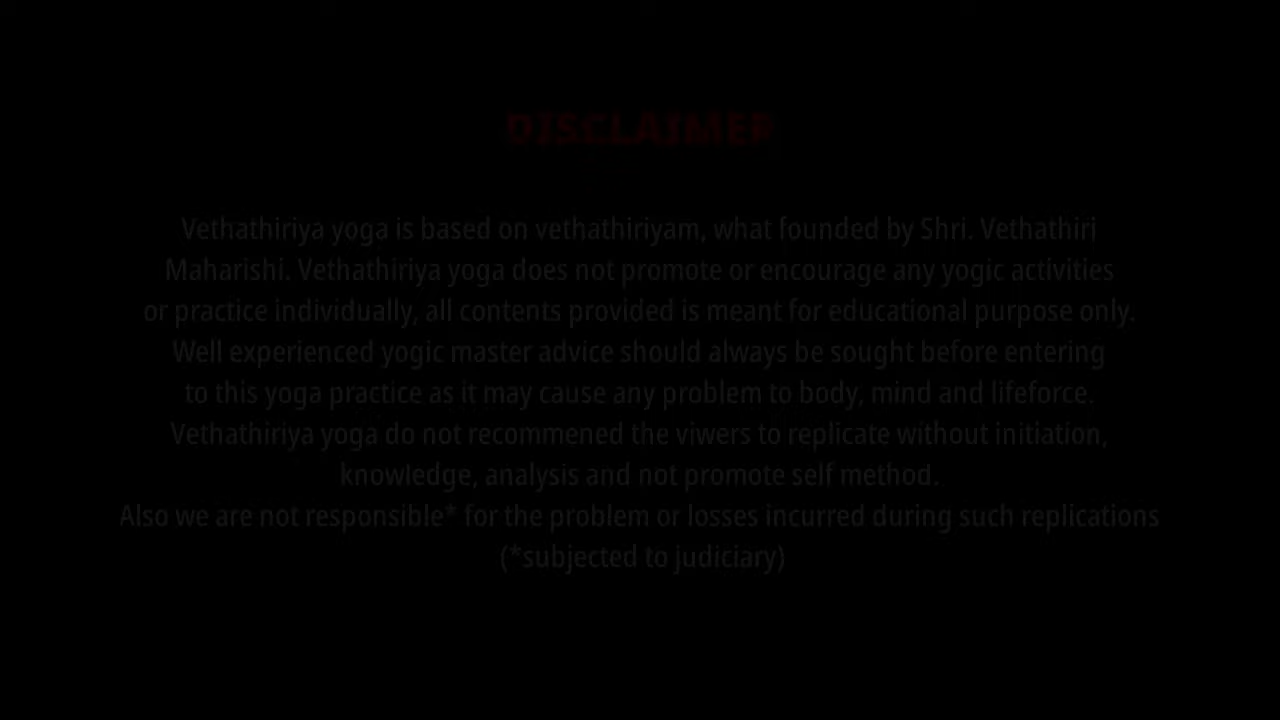 DISCLAIMER
Vethathiriya yoga is based on vethathiriyam, what founded by Shri. Vethathiri
Maharishi. Vethathiriya yoga does not promote or encourage any yogic activities
or practice individually, all contents provided is meant for educational purpose only.
Well experienced yogic master advice should always be sought before entering
to this yoga practice as it may cause any problem to body, mind and lifeforce.
Vethathiriya yoga do not recommened the viwers to replicate without initiation,
knowledge, analysis and not promote self method.
Also we are not responsible* for the problem or losses incurred during such replications
(*subjected to judiciary)